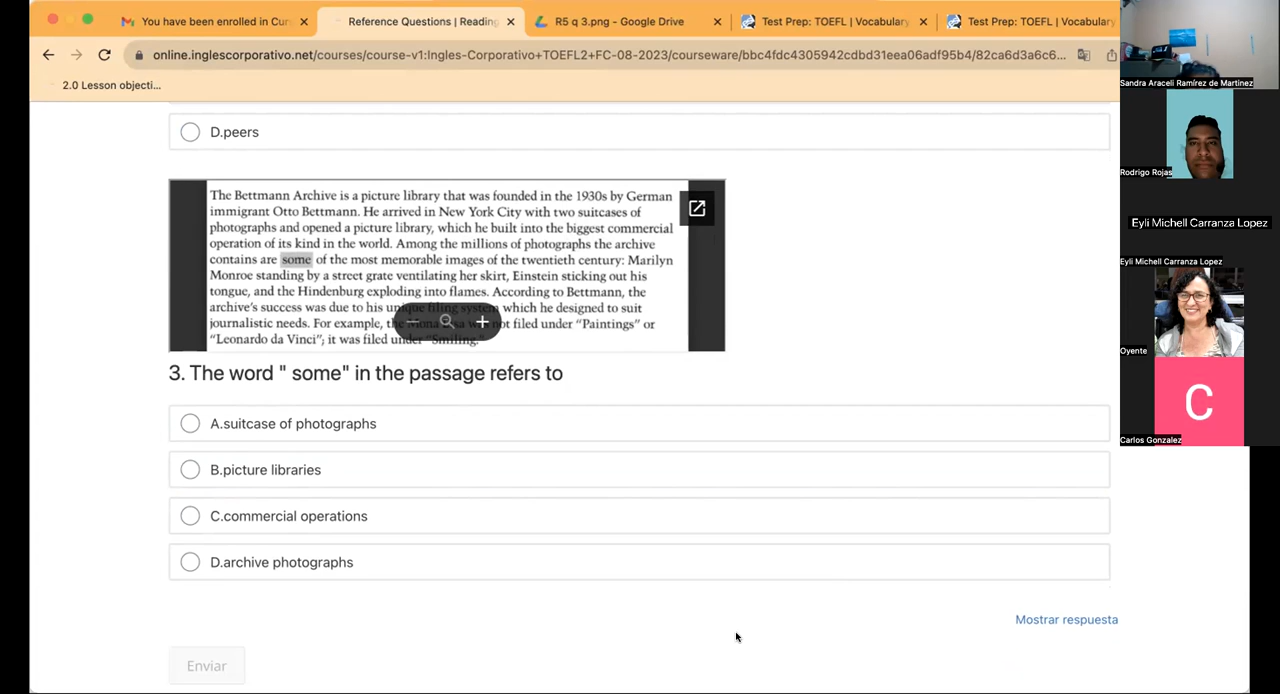 You have been enrolled in Cur
Reference Questions | Reading
R5 q 3.png - Google Drive
Test Prep: TOEFL | Vocabulary
Test Prep: TOEFL | Vocabulary
online.inglescorporativo.net/courses/course-v1:Ingles-Corporativo+TOEFL2+FC-08-2023/courseware/bbc4fdc4305942cdbd31eea06adf95b4/82ca6d3a6c6...
2.0 Lesson objecti...
D.peers
The Bettmann Archive is a picture library that was founded in the 1930s by German
immigrant Otto Bettmann. He arrived in New York City with two suitcases of
photographs and opened a picture library, which he built into the biggest commercial
operation of its kind in the world. Among the millions of photographs the archive
contains are some of the most memorable images of the twentieth century: Marilyn
Monroe standing by a street grate ventilating her skirt, Einstein sticking out his
tongue, and the Hindenburg exploding into flames. According to Bettmann, the
archive's success was due to his unique filing system which he designed to suit
journalistic needs. For example, the Mona Lisa was not filed under "Paintings" or
"Leonardo da Vinci"; it was filed under "Smiling."
3. The word " some" in the passage refers to
A.suitcase of photographs
B.picture libraries
C.commercial operations
D.archive photographs
Mostrar respuesta
Enviar
Sandra Araceli Ramírez de Martinez
Rodrigo Rojas
Eyli Michell Carranza Lopez
Eyli Michell Carranza Lopez
Oyente
C
Carlos Gonzalez